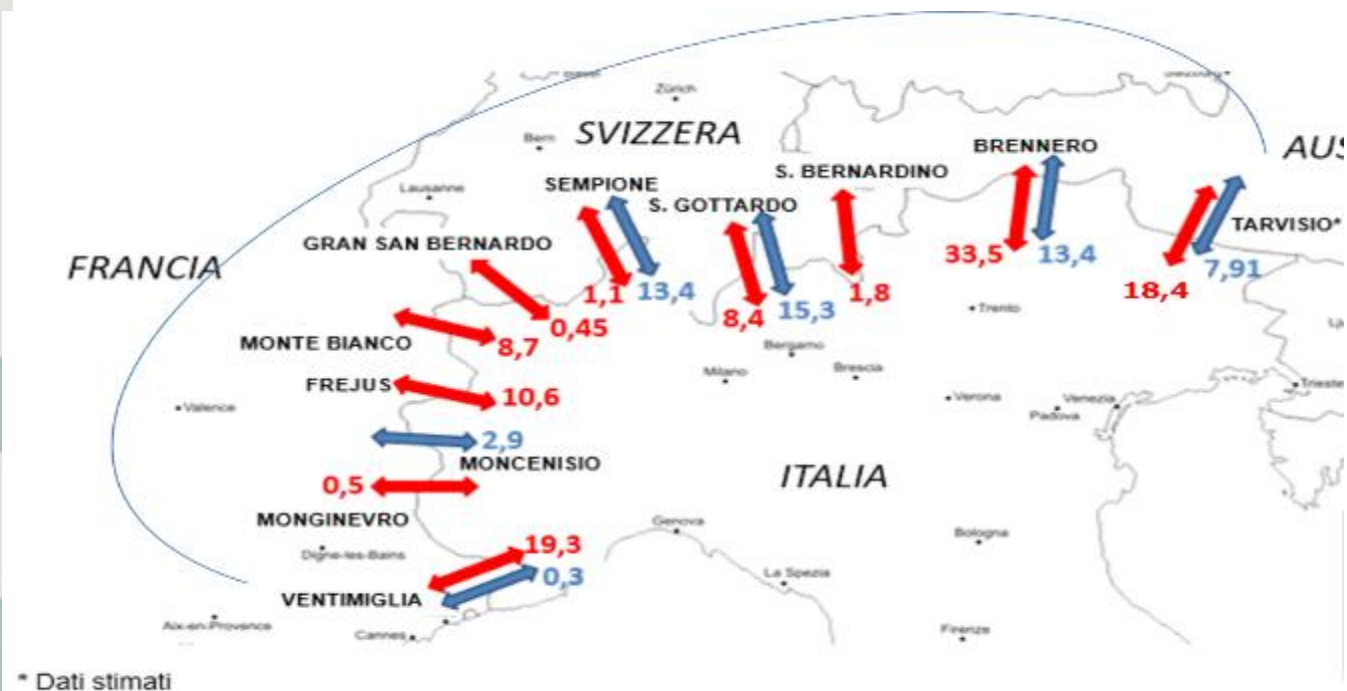 Zürich
SVIZZERA
Bern
BRENNERO
AUS
S. BERNARDINO
SEMPIONE
Lausanne
S. GOTTARDO
TARVISIO*
GRAN SAN BERNARDO
FRANCIA
33,5
13,4
7,91
1,1
13,4
1,8
18,4
0,45
8,4
15,3
Trento
MONTE BIANCO
8,7
Bergamo
Milano
Brescia
FREJUS
10,6
Trieste
Valence
Verona
Venezia
Padova
2,9
MONCENISIO
ITALIA
0,5
MONGINEVRO
Genova
Digne-les-Bains
Bologna
19,3
0,3
La Spezia
VENTIMIGLIA
Aix-en-Provence
Cannes
Firenze
* Dati stimati